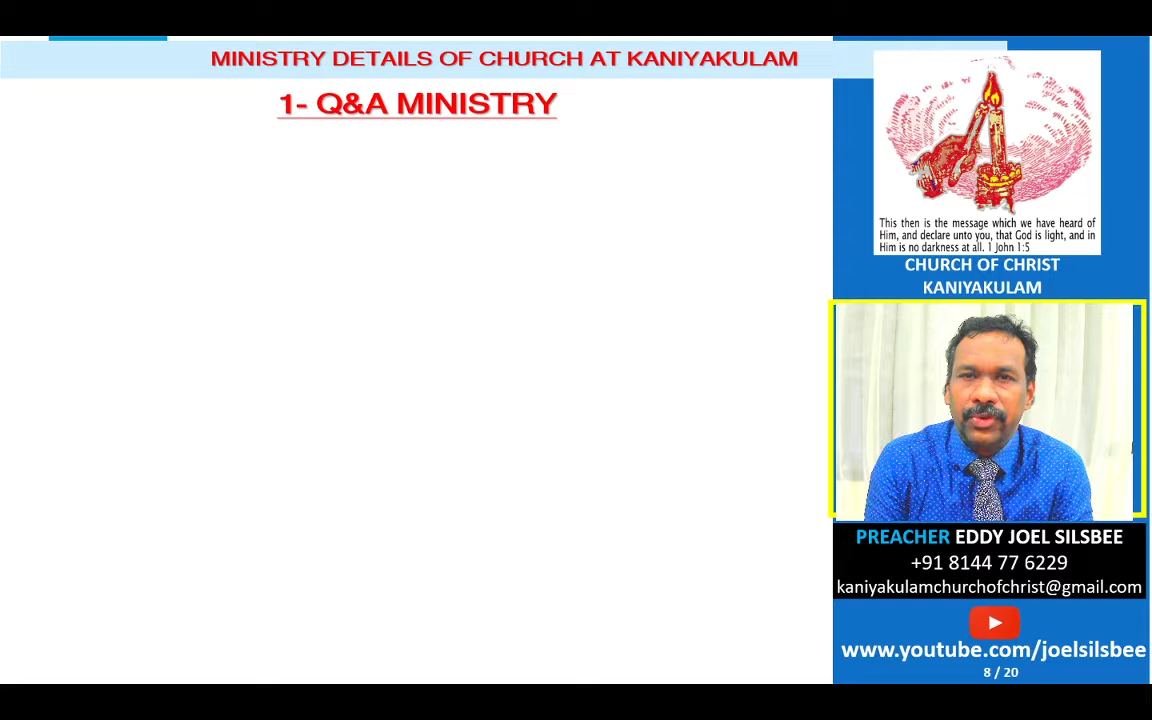 MINISTRY DETAILS OF CHURCH AT KANIYAKULAM
1- Q&A MINISTRY
This then is the message which we have heard of
Him, and declare unto you, that God is light, and in
Him is no darkness at all. 1 John 1:5
CHURCH OF CHRIST
KANIYAKULAM
PREACHER EDDY JOEL SILSBEE
+91 8144 77 6229
kaniyakulamchurchofchrist@gmail.com
www.youtube.com/joelsilsbee
8 / 20